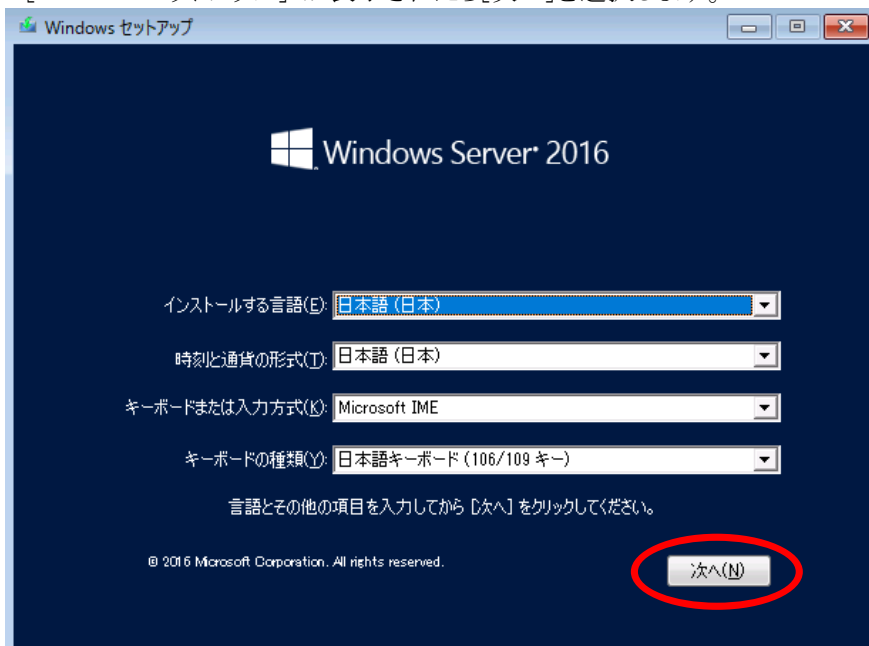 Windows セットアップ
Windows Server 2016
インストールする言語(E): 日本語 (日本)
時刻と通貨の形式(T): 日本語 (日本)
キーボードまたは入力方式(K): Microsoft IME
キーボードの種類(Y): 日本語キーボード (106/109 キー)
言語とその他の項目を入力してから [次へ] をクリックしてください。
© 2016 Microsoft Corporation. All rights reserved.
次へ(N)